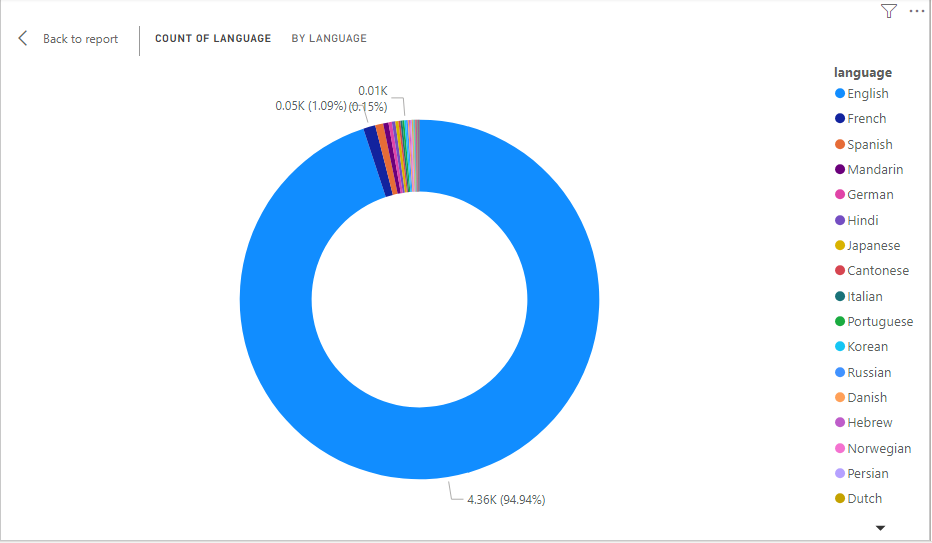 Back to report
COUNT OF LANGUAGE
BY LANGUAGE
0.01K
(0.15%)
0.05K (1.09%)
4.36K (94.94%)
language
English
French
Spanish
Mandarin
German
Hindi
Japanese
Cantonese
Italian
Portuguese
Korean
Russian
Danish
Hebrew
Norwegian
Persian
Dutch